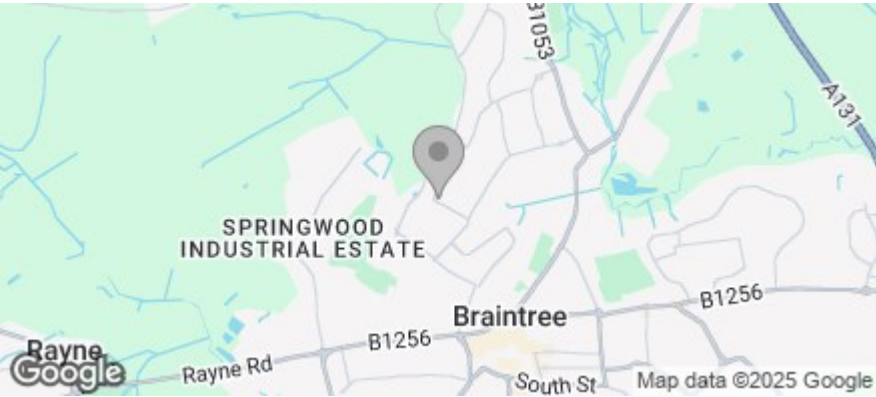 B1053
A131
SPRINGWOOD
INDUSTRIAL ESTATE
B1256
Braintree
B1256
Rayne
Rayne Rd
Google
South St
Map data ©2025 Google